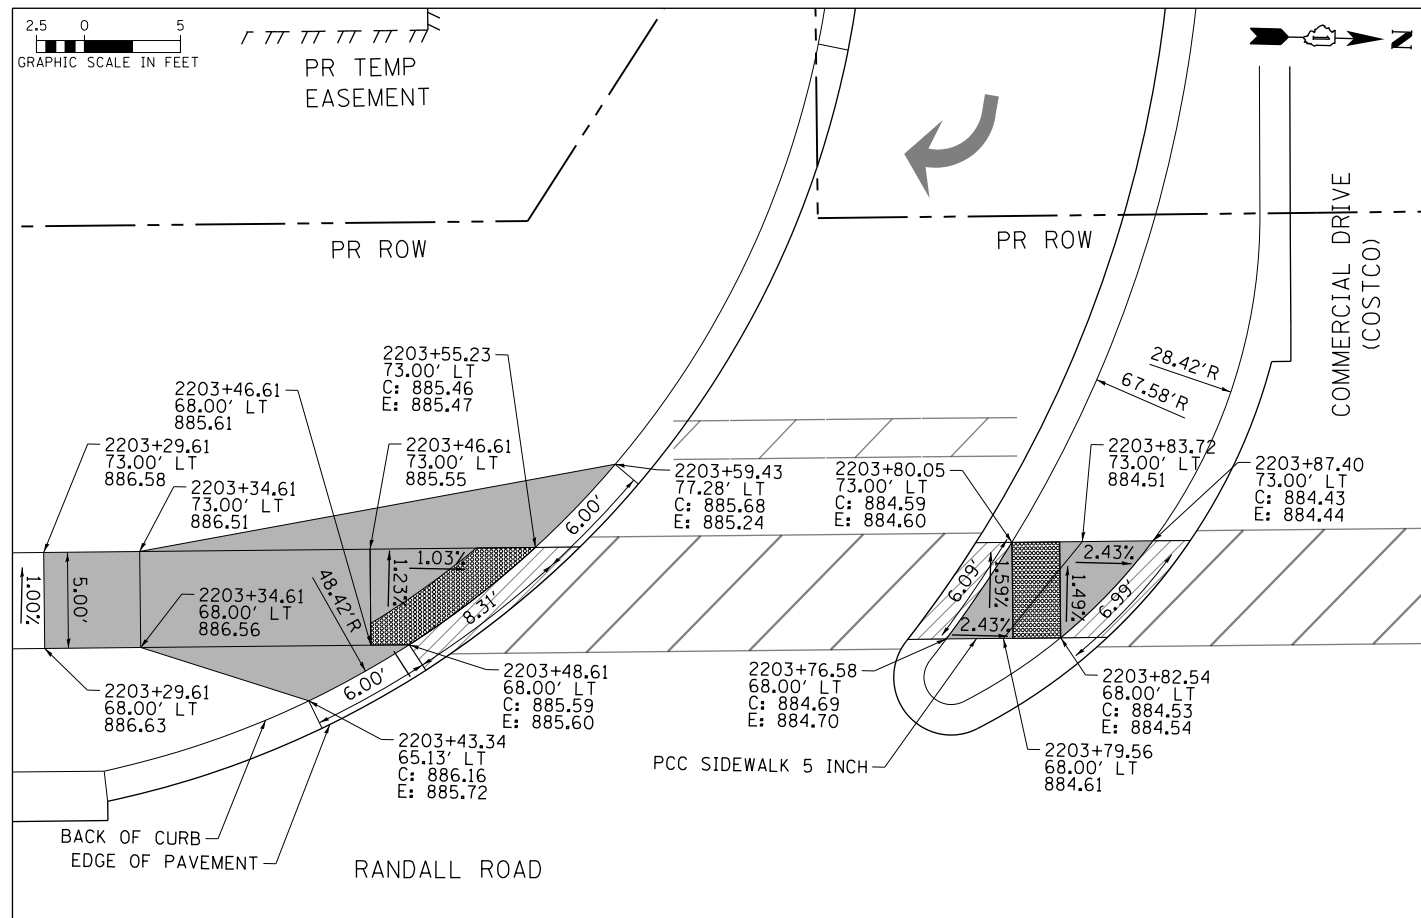 2.5 0 5
GRAPHIC SCALE IN FEET
PR TEMP
EASEMENT
N
PR ROW
PR ROW
COMMERCIAL DRIVE
(COSTCO)
28.42'R
67.58'R
2203+55.23
73.00' LT
C: 885.46
E: 885.47
2203+46.61
68.00' LT
885.61
2203+29.61
73.00' LT
886.58
2203+34.61
73.00' LT
886.51
2203+46.61
73.00' LT
885.55
2203+59.43
77.28' LT
C: 885.68
E: 885.24
2203+80.05
73.00' LT
C: 884.59
E: 884.60
2203+83.72
73.00' LT
884.51
2203+87.40
73.00' LT
C: 884.43
E: 884.44
6.00'
1.03%
1.23%
1.00%
5.00'
48.42'R
8.31'
6.00'
2203+34.61
68.00' LT
886.56
6.09'
1.59%
2.43%
2.43%
1.49%
6.99'
2203+29.61
68.00' LT
886.63
2203+48.61
68.00' LT
C: 885.59
E: 885.60
2203+76.58
68.00' LT
C: 884.69
E: 884.70
2203+82.54
68.00' LT
C: 884.53
E: 884.54
2203+43.34
65.13' LT
C: 886.16
E: 885.72
2203+79.56
68.00' LT
884.61
PCC SIDEWALK 5 INCH
BACK OF CURB
EDGE OF PAVEMENT
RANDALL ROAD